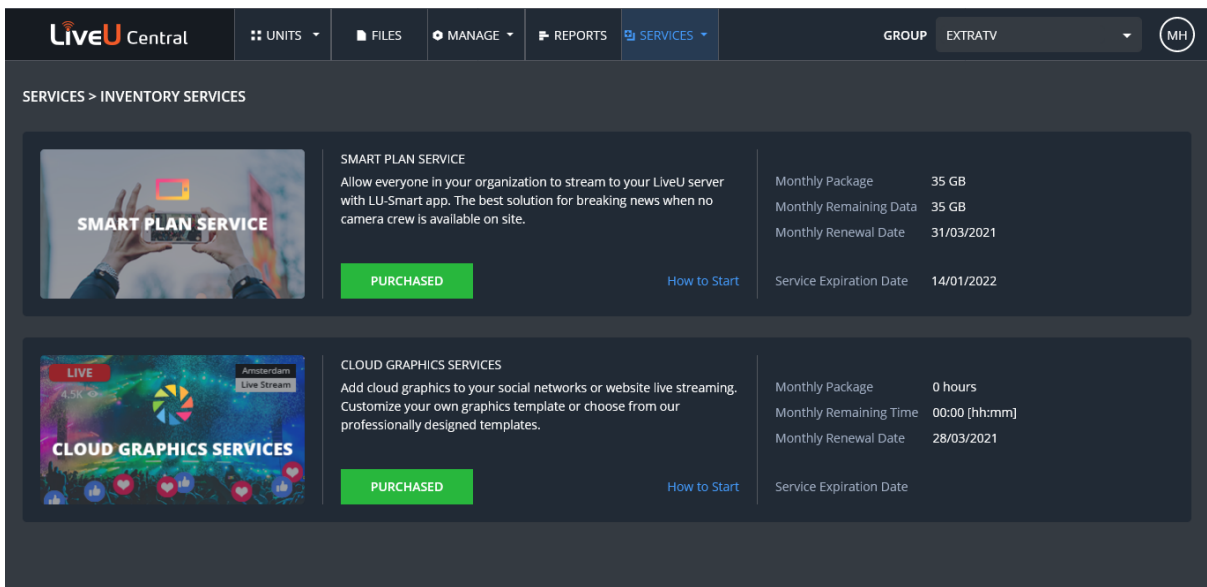 LiveU Central
UNITS
FILES
MANAGE
REPORTS
SERVICES
GROUP
EXTRATV
MH
SERVICES > INVENTORY SERVICES
SMART PLAN SERVICE
SMART PLAN SERVICE
Allow everyone in your organization to stream to your LiveU server
with LU-Smart app. The best solution for breaking news when no
camera crew is available on site.
PURCHASED
How to Start
Monthly Package 35 GB
Monthly Remaining Data 35 GB
Monthly Renewal Date 31/03/2021
Service Expiration Date 14/01/2022
LIVE
4.5K
Amsterdam
Live Stream
CLOUD GRAPHICS SERVICES
CLOUD GRAPHICS SERVICES
Add cloud graphics to your social networks or website live streaming.
Customize your own graphics template or choose from our
professionally designed templates.
PURCHASED
How to Start
Monthly Package 0 hours
Monthly Remaining Time 00:00 [hh:mm]
Monthly Renewal Date 28/03/2021
Service Expiration Date